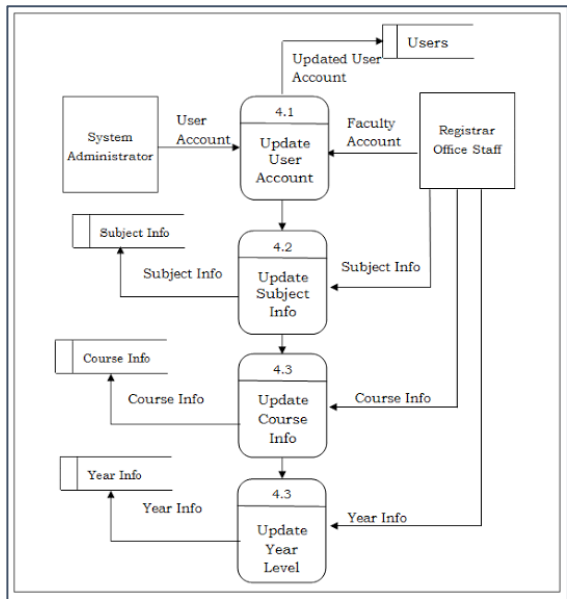 Users
Updated User
Account
System
Administrator
User
Account
4.1
Update
User
Account
Faculty
Account
Registrar
Office Staff
Subject Info
Subject Info
4.2
Update
Subject
Info
Subject Info
Course Info
Course Info
4.3
Update
Course
Info
Course Info
Year Info
Year Info
4.3
Update
Year
Level
Year Info